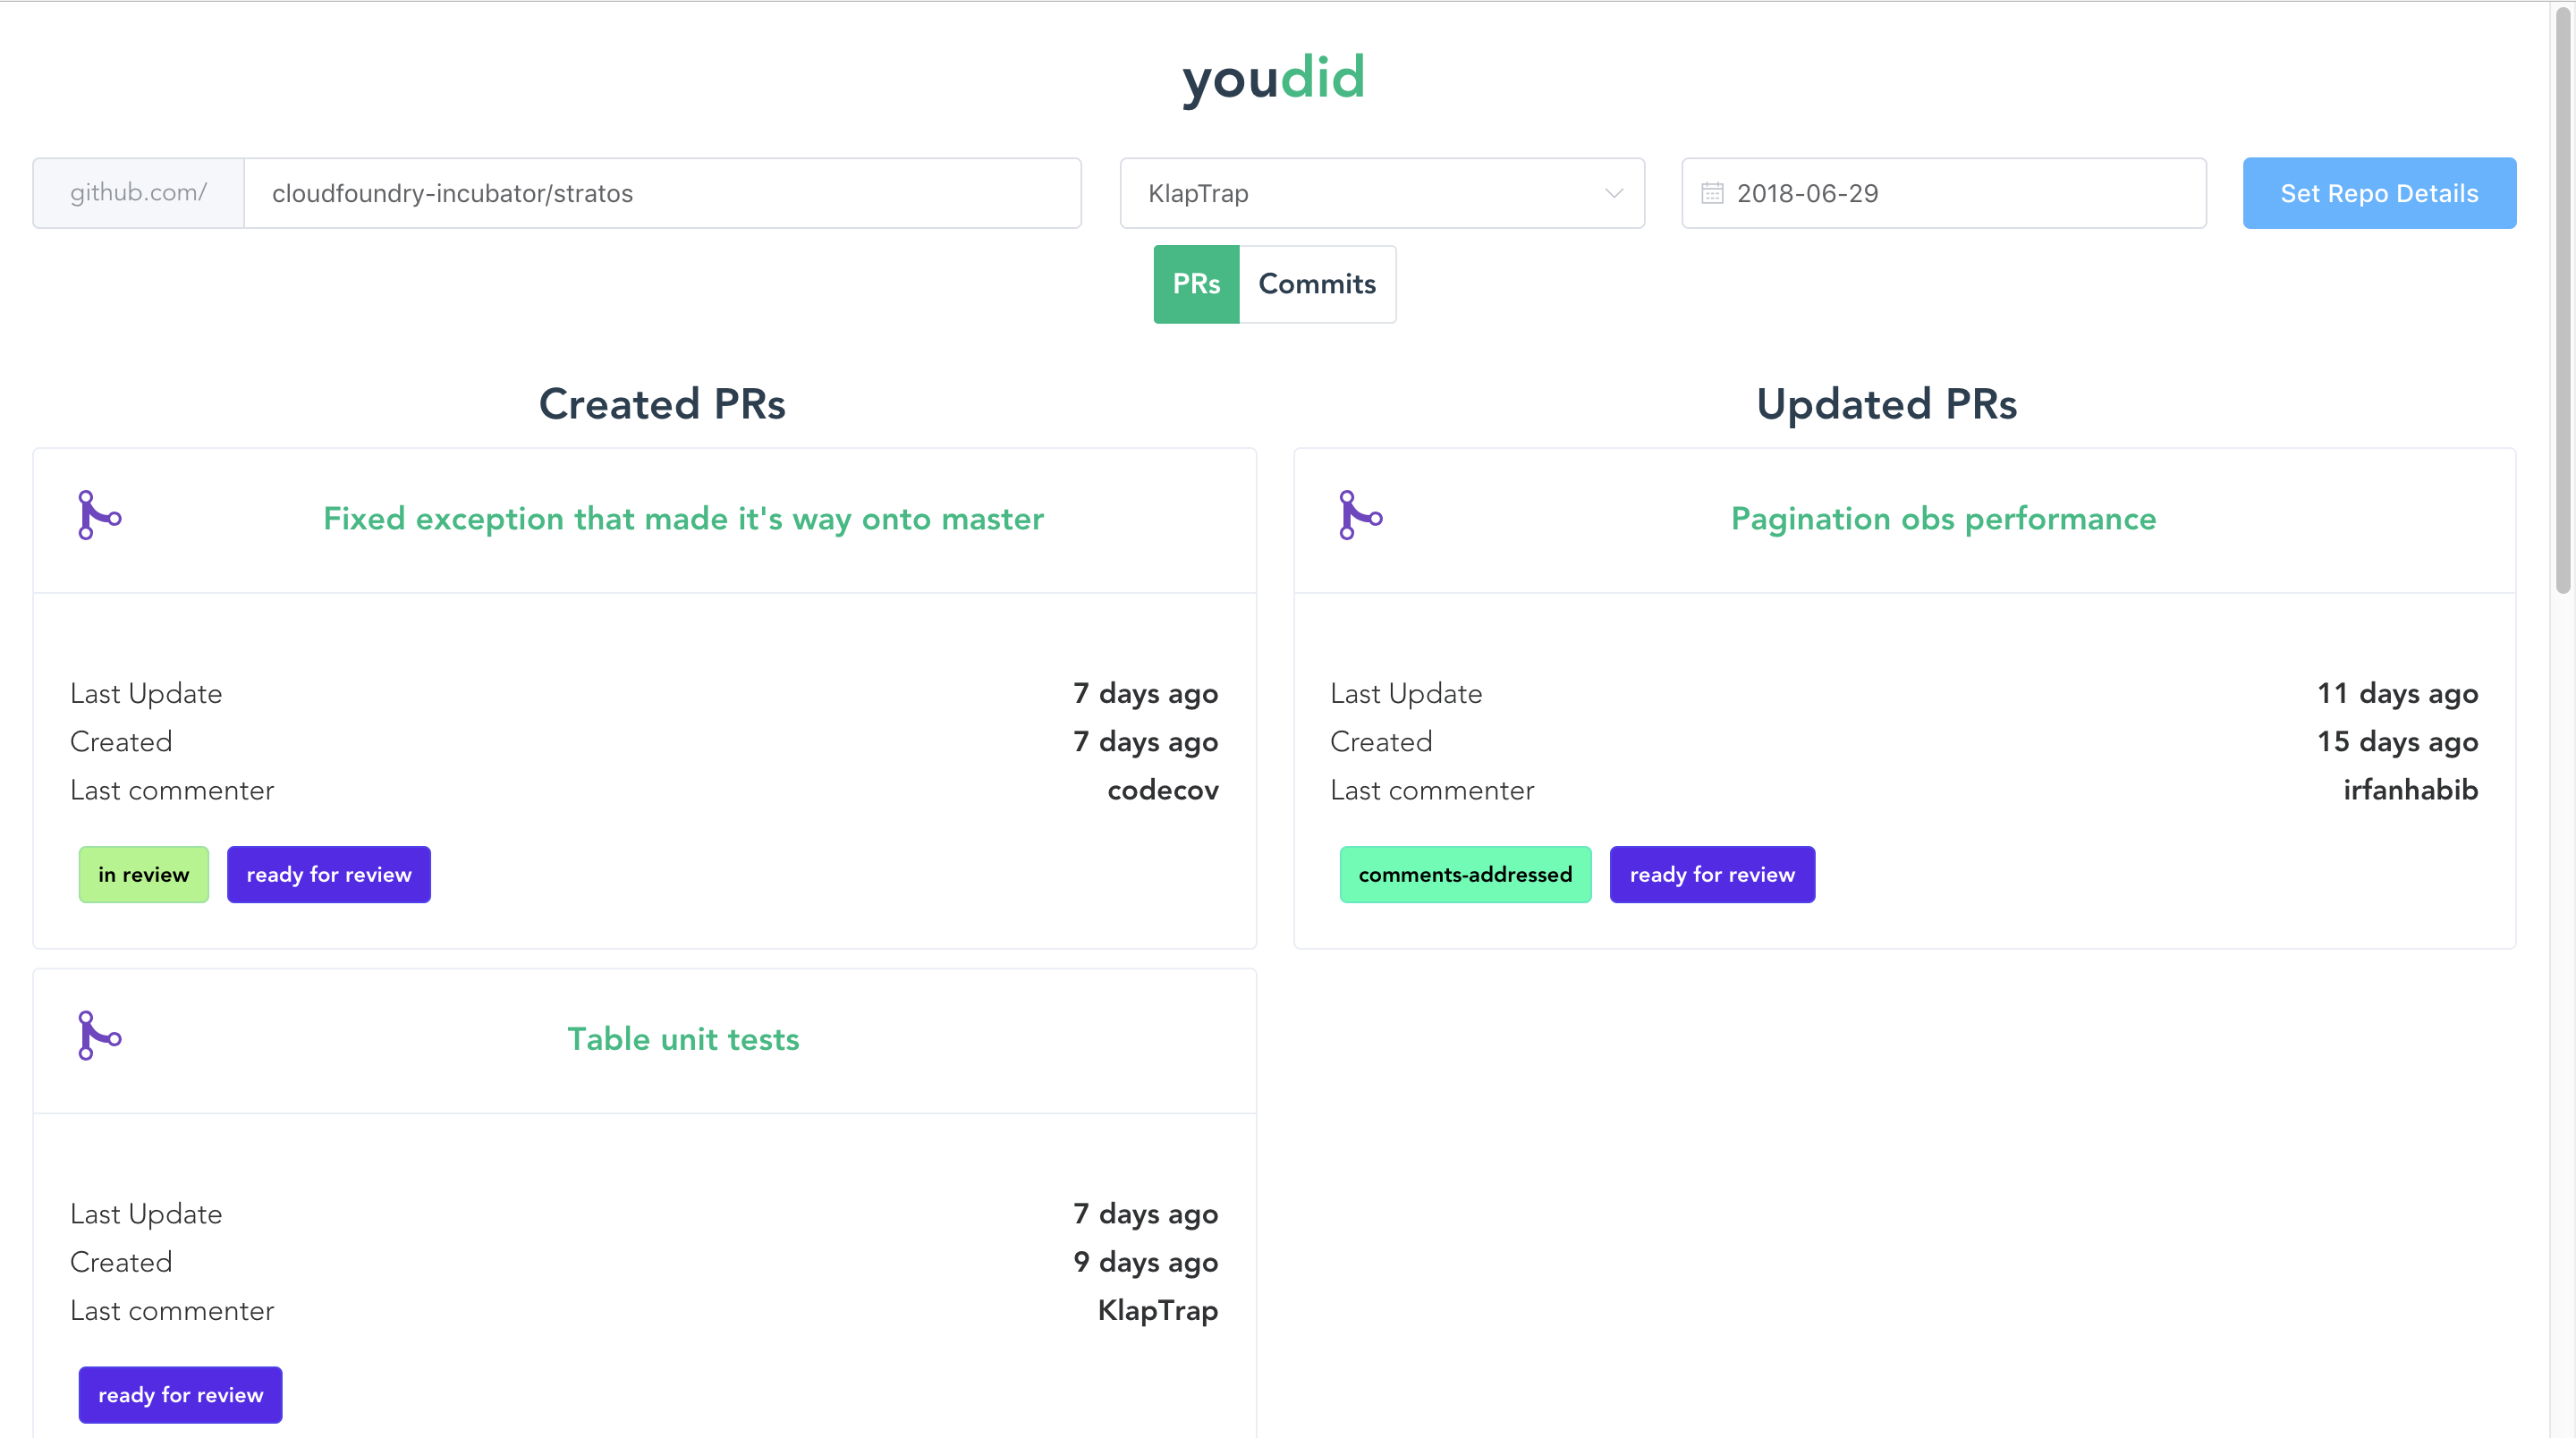 youdid
github.com/ cloudfoundry-incubator/stratos KlapTrap 2018-06-29 Set Repo Details
PRs Commits
Created PRs
Fixed exception that made it's way onto master
Last Update 7 days ago
Created 7 days ago
Last commenter codecov
in review ready for review
Table unit tests
Last Update 7 days ago
Created 9 days ago
Last commenter KlapTrap
ready for review
Updated PRs
Pagination obs performance
Last Update 11 days ago
Created 15 days ago
Last commenter irfanhabib
comments-addressed ready for review